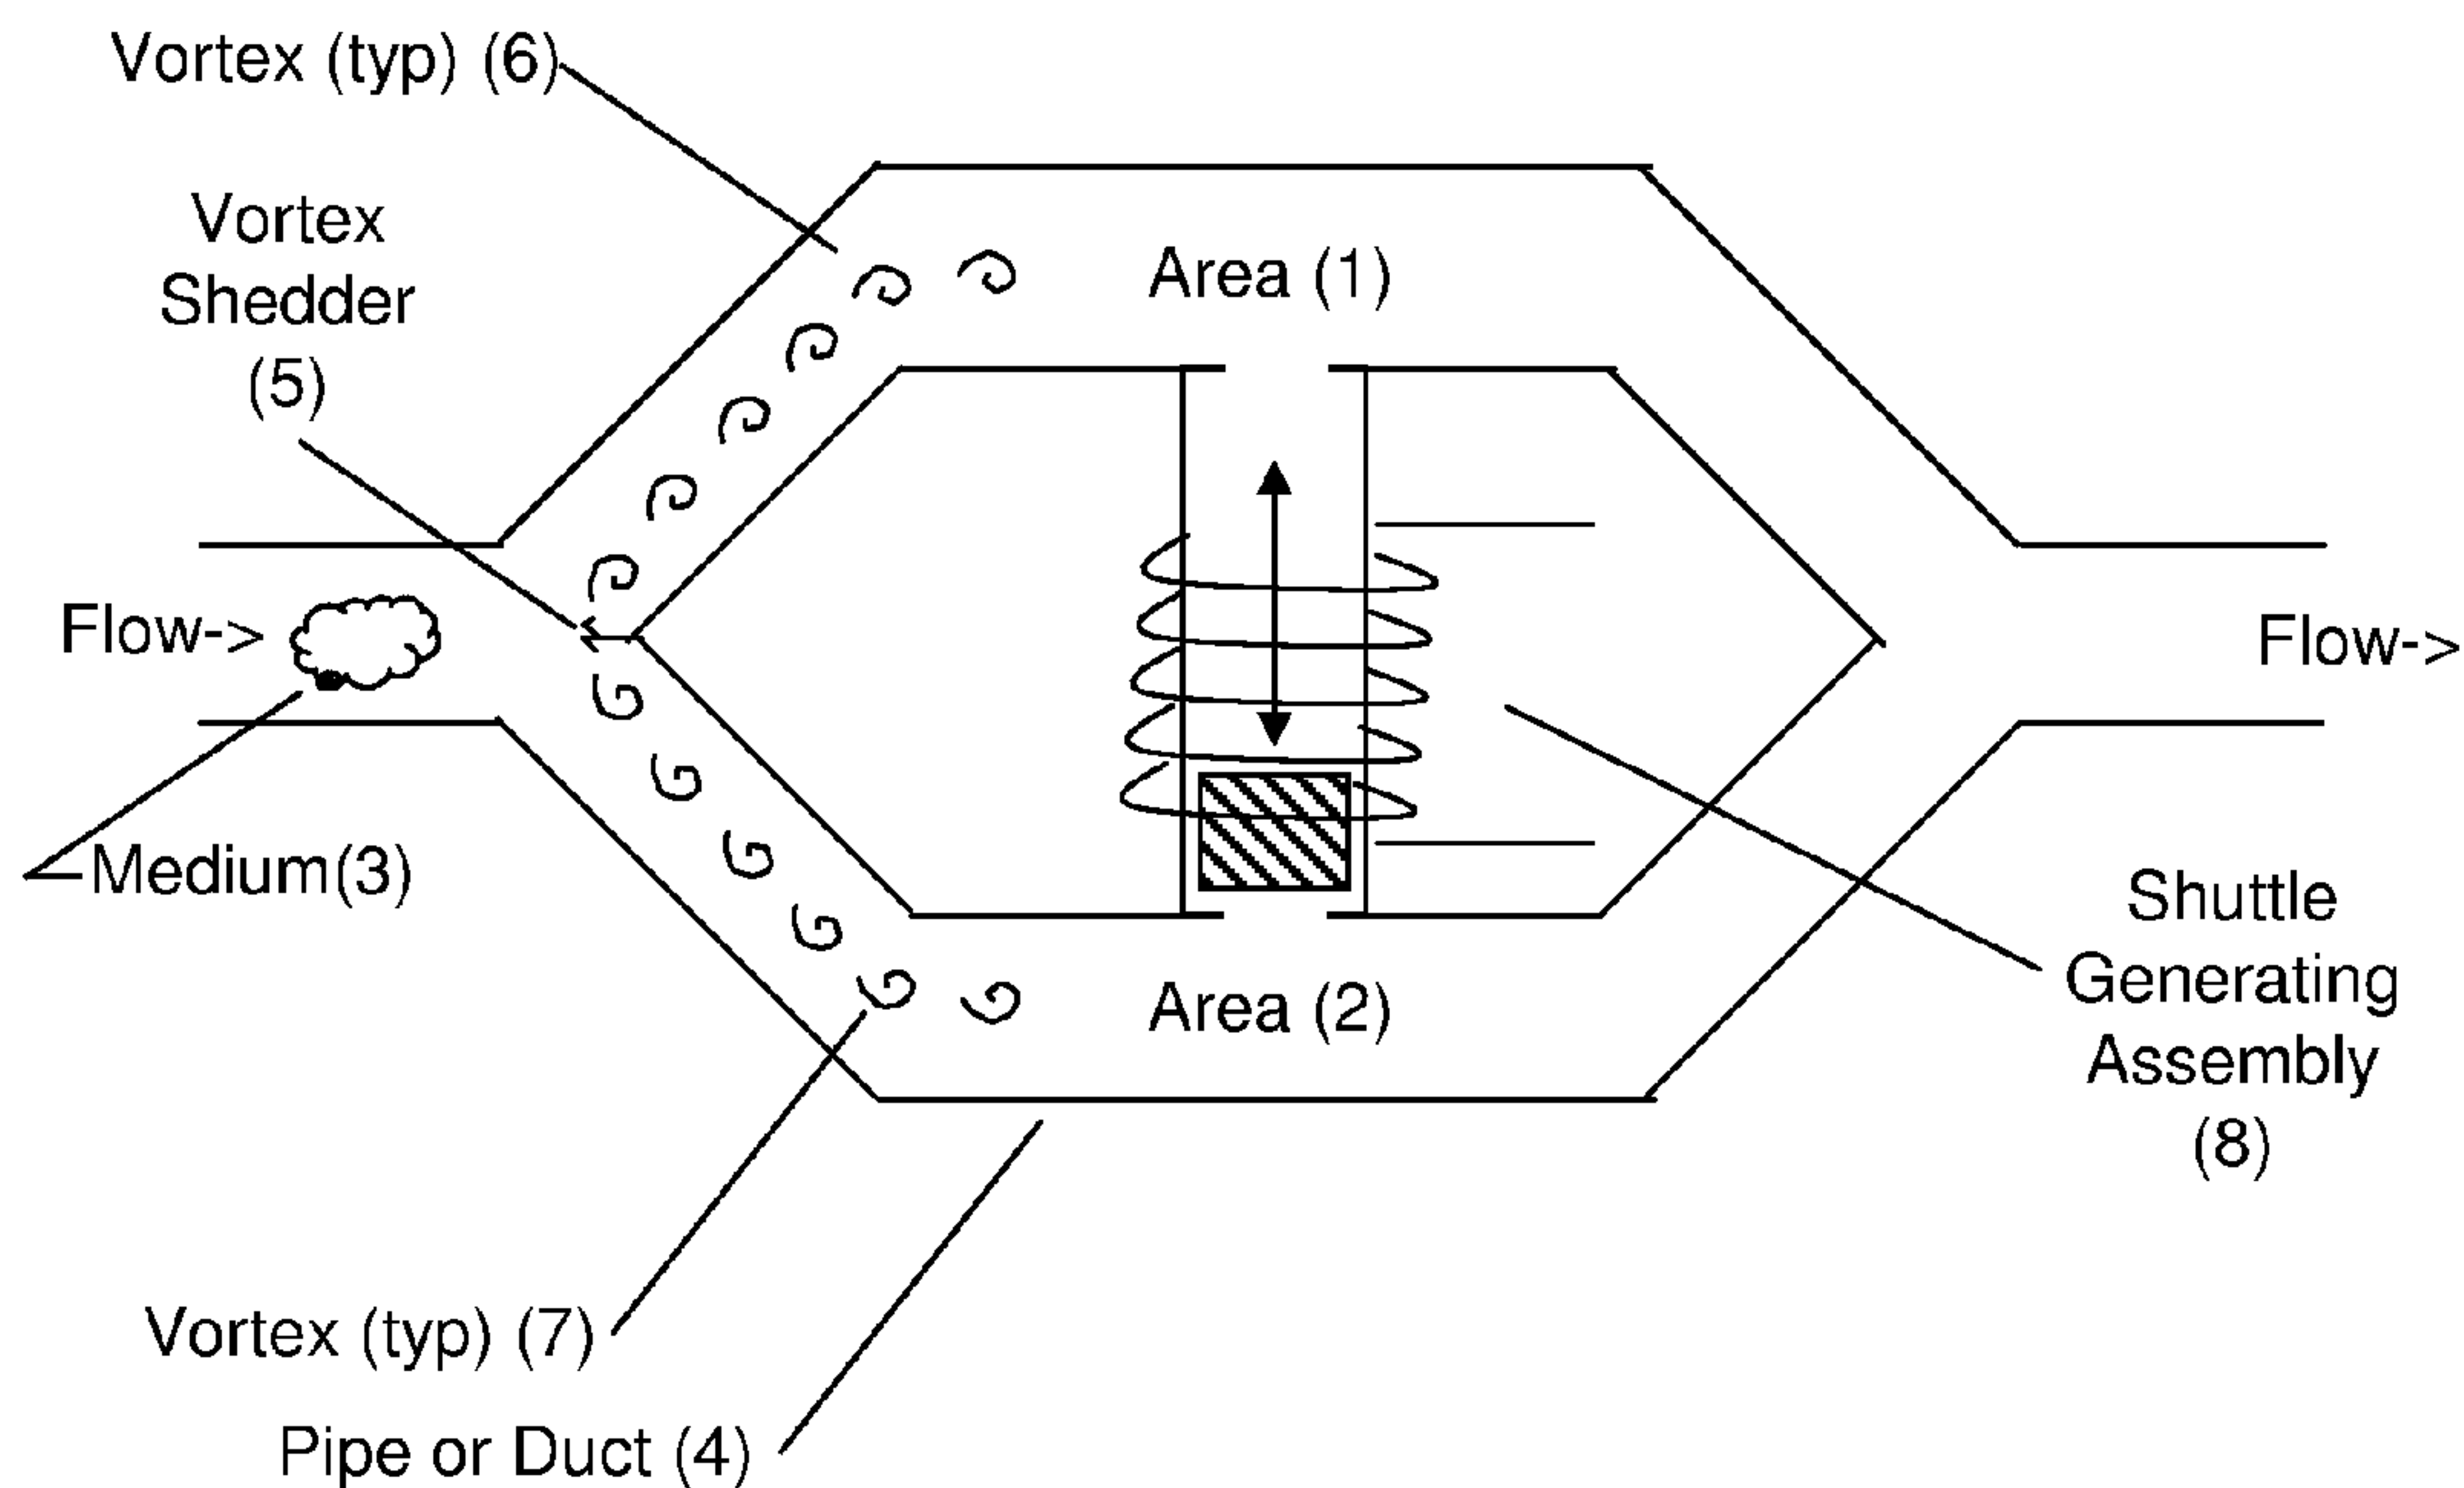 Vortex (typ) (6)
Vortex
Shedder
(5)
Area (1)
Flow->
Flow->
Medium(3)
Shuttle
Generating
Assembly
(8)
Area (2)
Vortex (typ) (7)
Pipe or Duct (4)